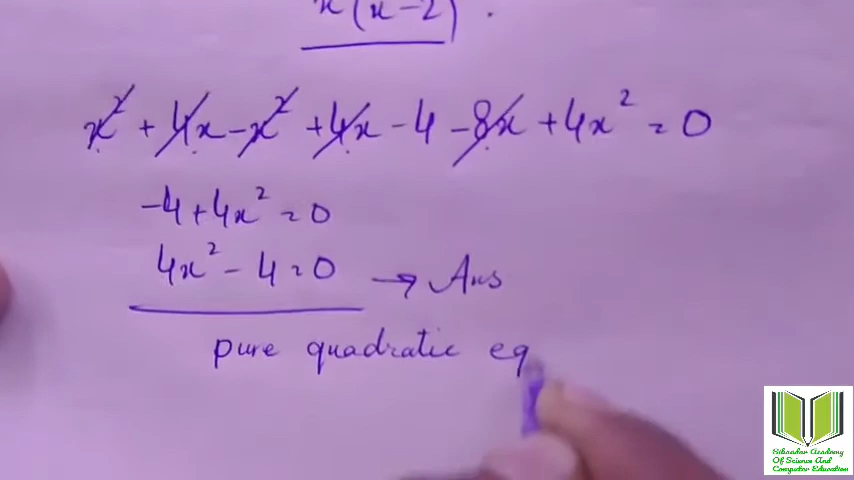 x(x-2).
x² + 4x - x² + 4x - 4 - 8x + 4x² = 0
-4 + 4x² = 0
4x² - 4 = 0 → Ans
pure quadratic eq
Sikandar Academy
Of Science And
Computer Education